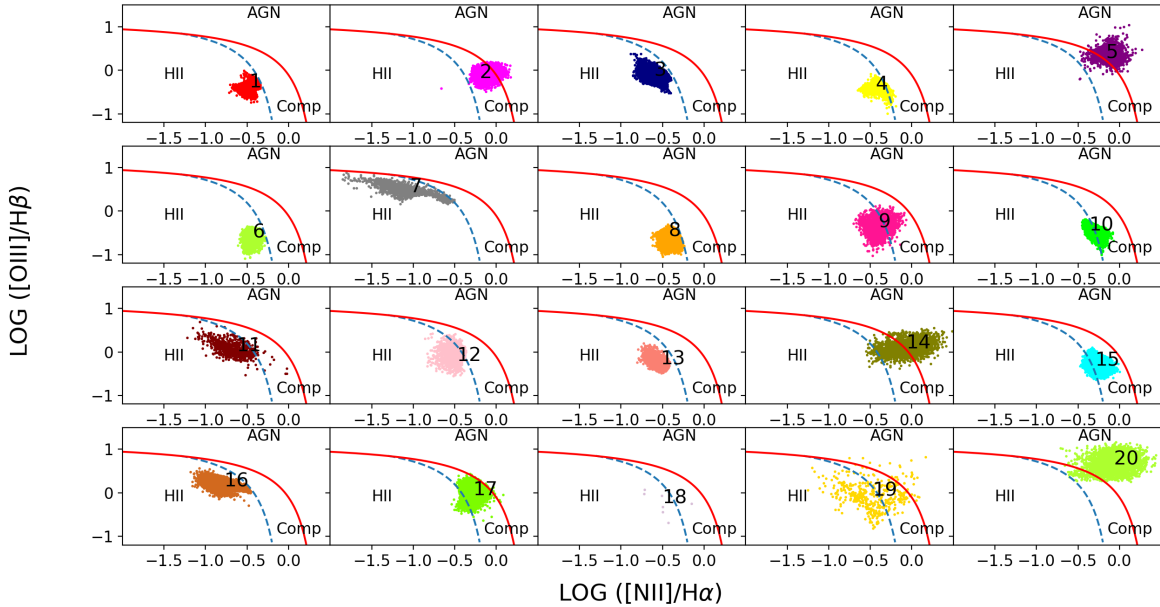 LOG ([OIII]/Hβ)
AGN AGN AGN AGN AGN
1 HII 1 Comp 2 HII Comp 3 HII Comp 4 HII Comp 5 HII Comp
0
−1
−1.5 −1.0 −0.5 0.0 −1.5 −1.0 −0.5 0.0 −1.5 −1.0 −0.5 0.0 −1.5 −1.0 −0.5 0.0 −1.5 −1.0 −0.5 0.0
AGN AGN AGN AGN AGN
1 HII 6 Comp 7 HII Comp 8 HII Comp 9 HII Comp 10 HII Comp
0
−1
−1.5 −1.0 −0.5 0.0 −1.5 −1.0 −0.5 0.0 −1.5 −1.0 −0.5 0.0 −1.5 −1.0 −0.5 0.0 −1.5 −1.0 −0.5 0.0
AGN AGN AGN AGN AGN
1 HII 11 Comp 12 HII Comp 13 HII Comp 14 HII Comp 15 HII Comp
0
−1
−1.5 −1.0 −0.5 0.0 −1.5 −1.0 −0.5 0.0 −1.5 −1.0 −0.5 0.0 −1.5 −1.0 −0.5 0.0 −1.5 −1.0 −0.5 0.0
AGN AGN AGN AGN AGN
1 HII 16 Comp 17 HII Comp 18 HII Comp 19 HII Comp 20 HII Comp
0
−1
−1.5 −1.0 −0.5 0.0 −1.5 −1.0 −0.5 0.0 −1.5 −1.0 −0.5 0.0 −1.5 −1.0 −0.5 0.0 −1.5 −1.0 −0.5 0.0
LOG ([NII]/Hα)